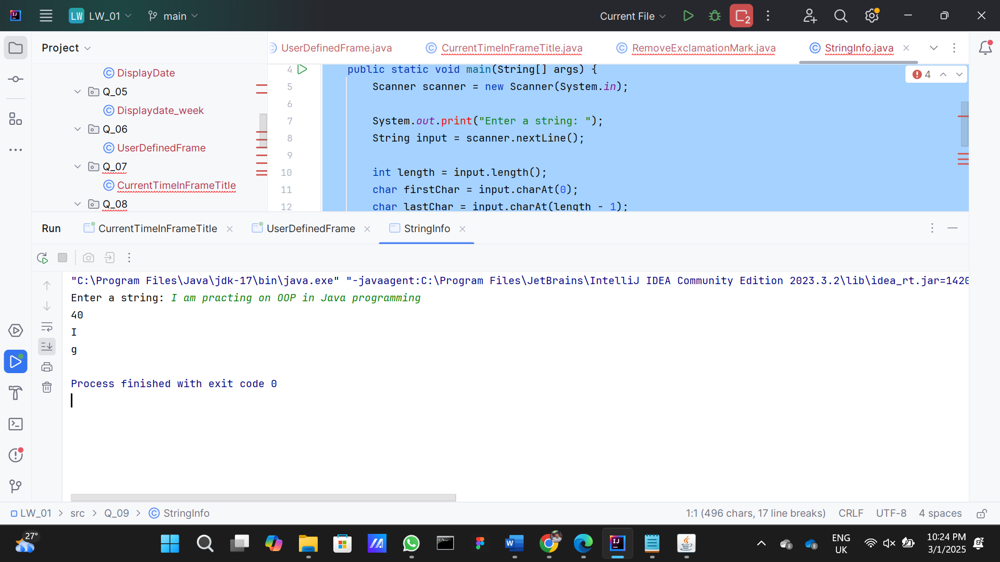 LW LW_01 main Current File 2
Project
UserDefinedFrame.java CurrentTimeInFrameTitle.java RemoveExclamationMark.java StringInfo.java
DisplayDate
Q_05
Displaydate_week
Q_06
UserDefinedFrame
Q_07
CurrentTimeInFrameTitle
Q_08
4 public static void main(String[] args) {
4
5 Scanner scanner = new Scanner(System.in);
6
7 System.out.print("Enter a string: ");
8 String input = scanner.nextLine();
9
10 int length = input.length();
11 char firstChar = input.charAt(0);
12 char lastChar = input.charAt(length - 1);
Run CurrentTimeInFrameTitle UserDefinedFrame StringInfo
"C:\Program Files\Java\jdk-17\bin\java.exe" "-javaagent:C:\Program Files\JetBrains\IntelliJ IDEA Community Edition 2023.3.2\lib\idea_rt.jar=1420
Enter a string: I am practing on OOP in Java programming
40
I
g
Process finished with exit code 0
LW_01 > src > Q_09 > StringInfo 1:1 (496 chars, 17 line breaks) CRLF UTF-8 4 spaces
27°
ENG
UK
10:24 PM
3/1/2025